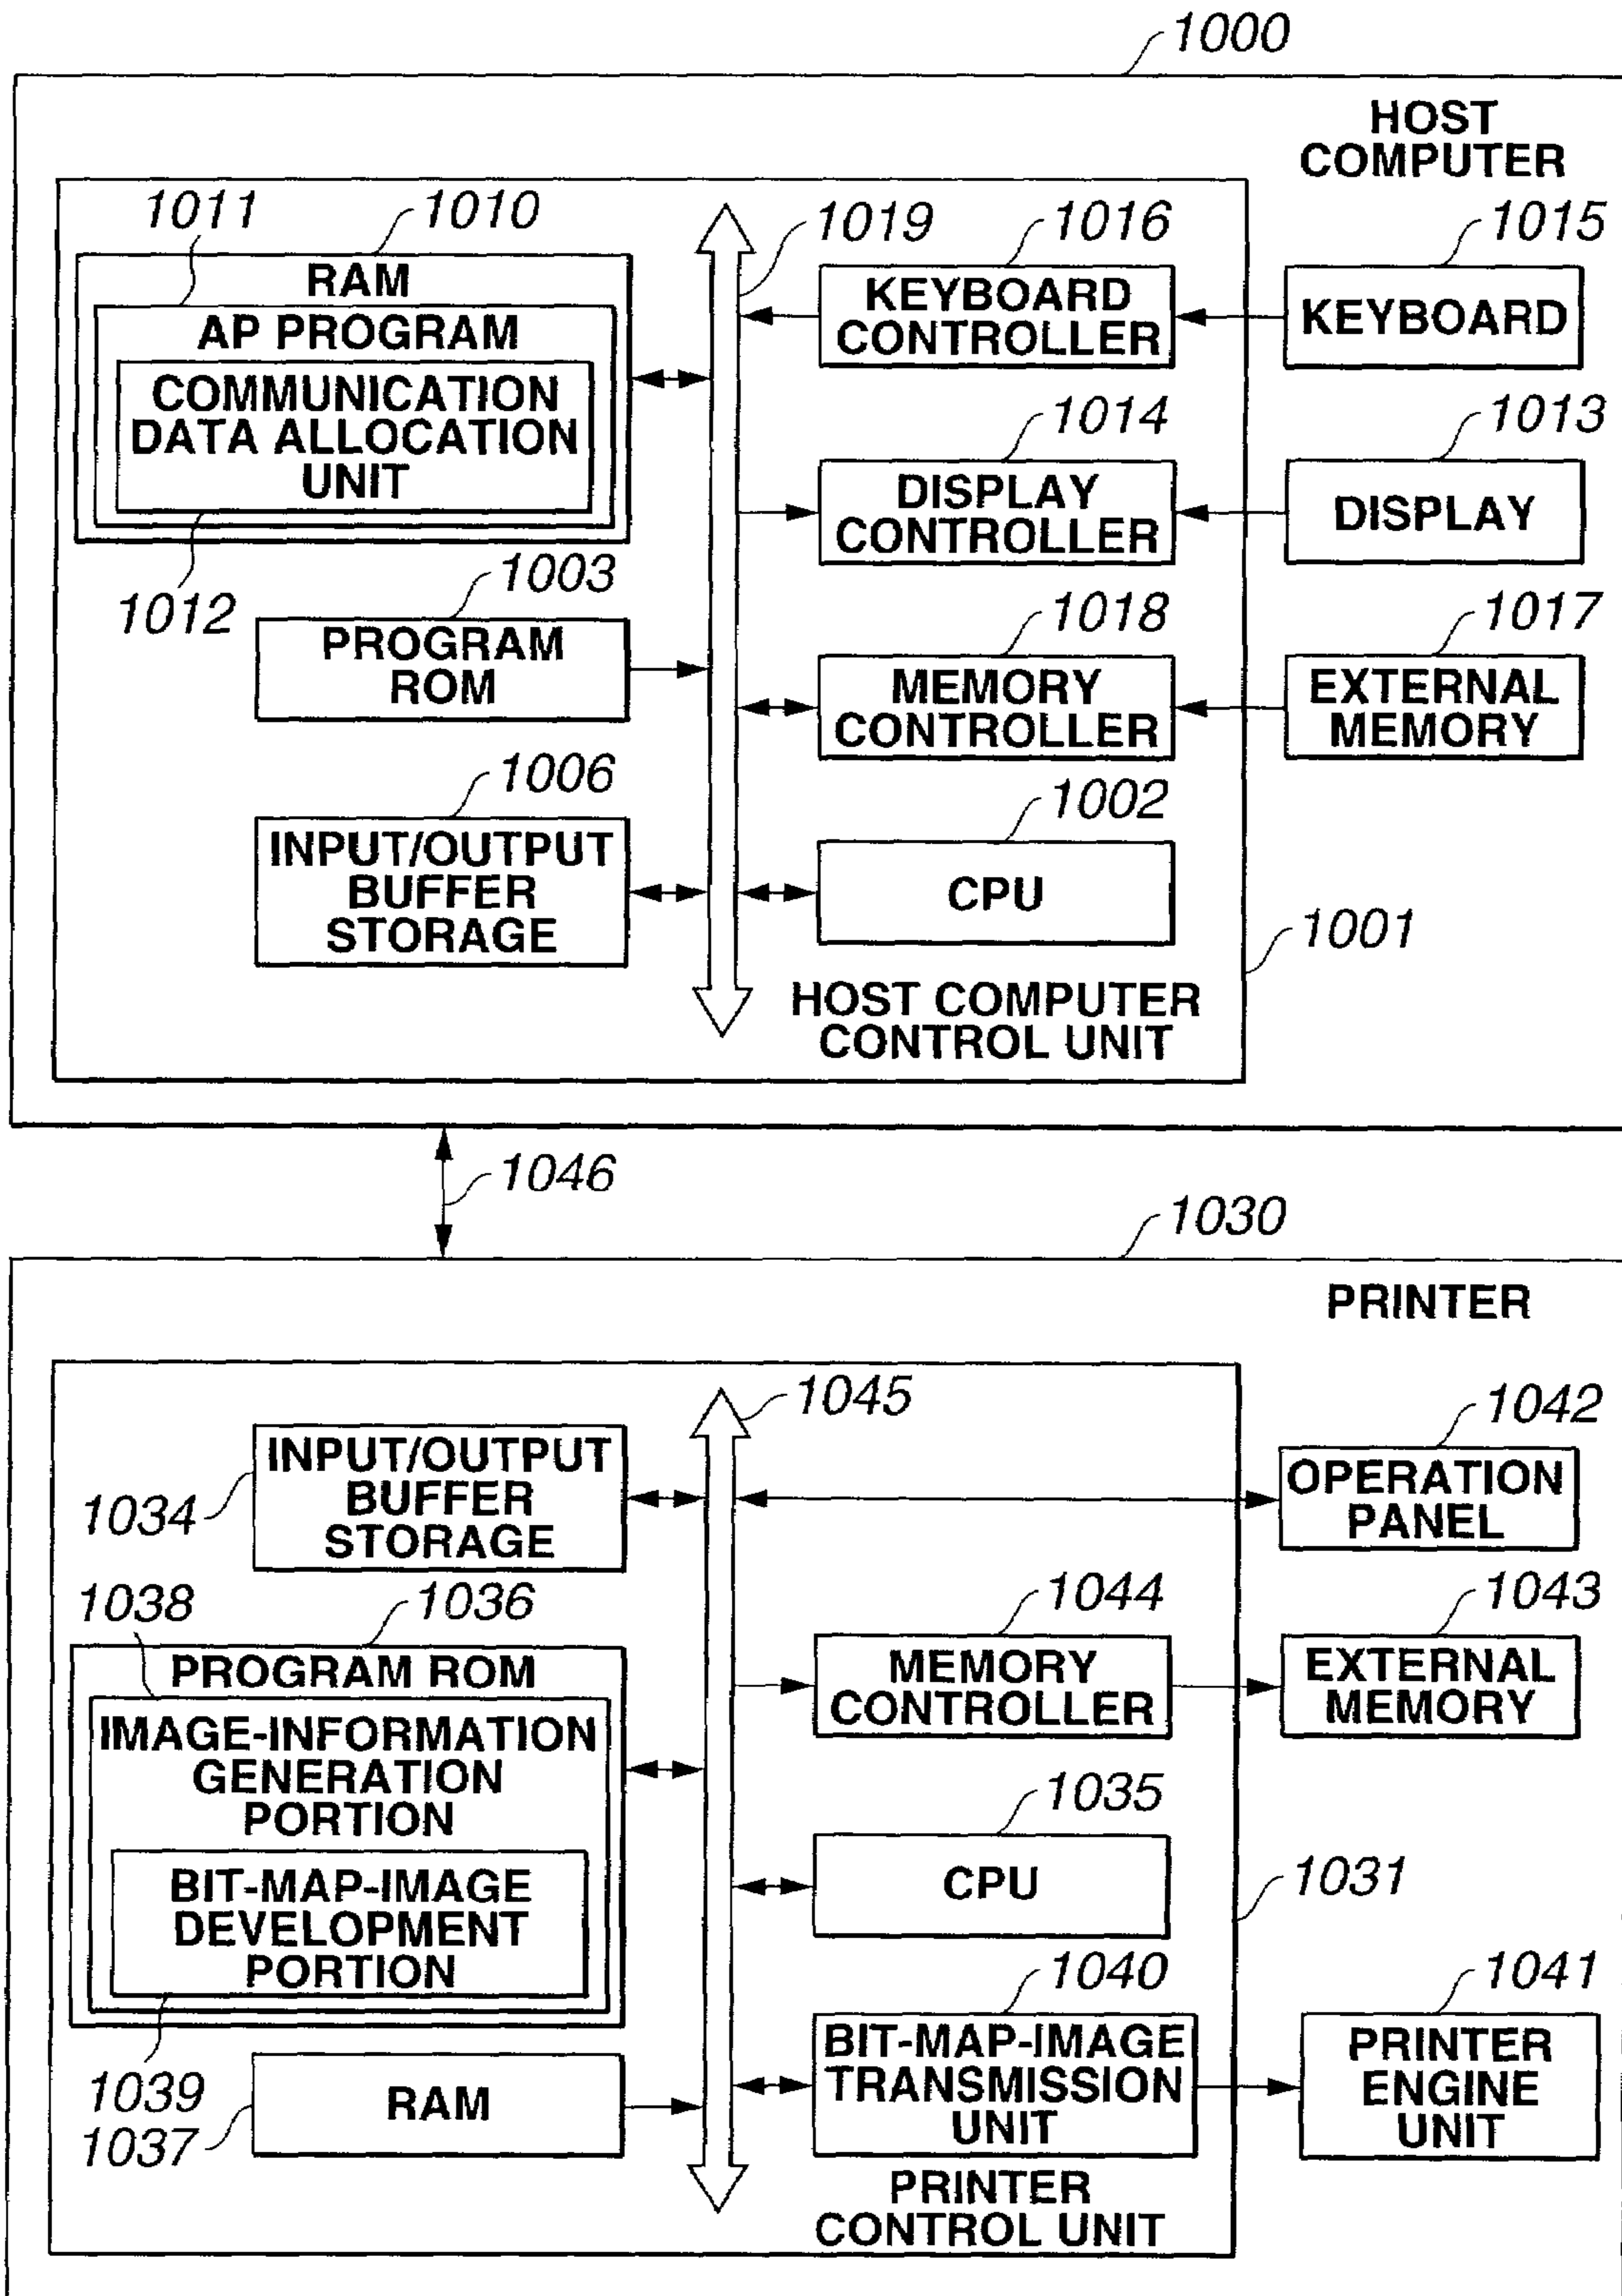 1000
HOST
COMPUTER
1011
1010
1019
1016
1015
RAM
AP PROGRAM
COMMUNICATION
DATA ALLOCATION
UNIT
KEYBOARD
CONTROLLER
KEYBOARD
1014
1013
DISPLAY
CONTROLLER
DISPLAY
1012
1003
1018
1017
PROGRAM
ROM
MEMORY
CONTROLLER
EXTERNAL
MEMORY
1006
1002
INPUT/OUTPUT
BUFFER
STORAGE
CPU
1001
HOST COMPUTER
CONTROL UNIT
1046
1030
PRINTER
1045
1042
INPUT/OUTPUT
BUFFER
STORAGE
1034
OPERATION
PANEL
1038
1036
1044
1043
PROGRAM ROM
IMAGE-INFORMATION
GENERATION
PORTION
BIT-MAP-IMAGE
DEVELOPMENT
PORTION
MEMORY
CONTROLLER
EXTERNAL
MEMORY
1035
CPU
1031
1040
1041
1039
1037
RAM
BIT-MAP-IMAGE
TRANSMISSION
UNIT
PRINTER
ENGINE
UNIT
PRINTER
CONTROL UNIT